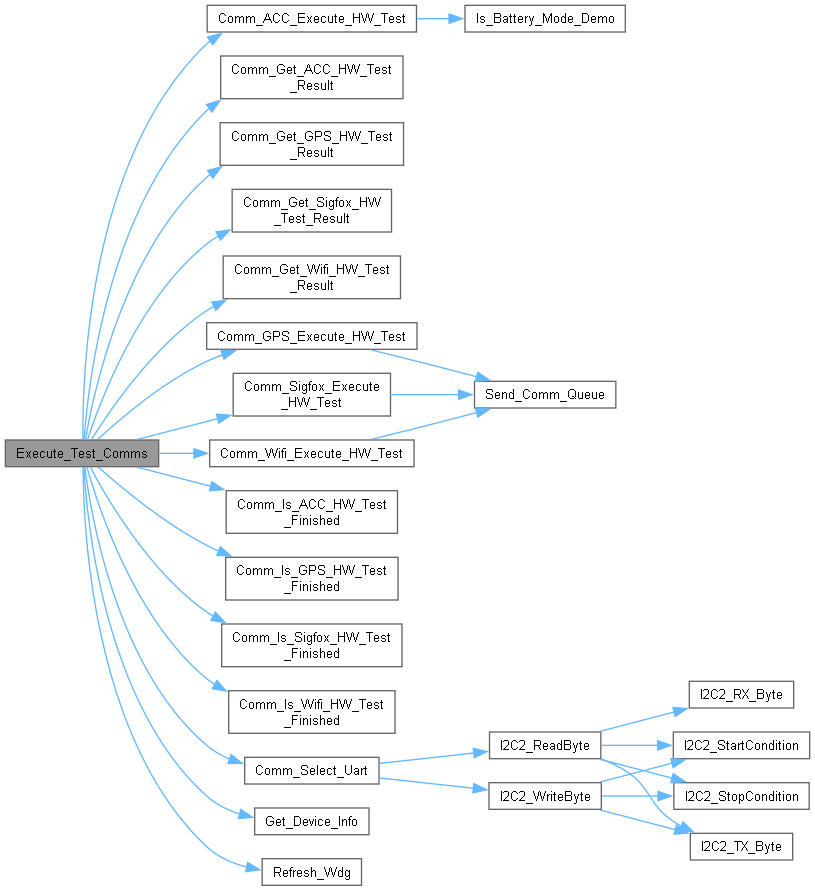 Comm_ACC_Execute_HW_Test
Is_Battery_Mode_Demo
Comm_Get_ACC_HW_Test
_Result
Comm_Get_GPS_HW_Test
_Result
Comm_Get_Sigfox_HW
_Test_Result
Comm_Get_Wifi_HW_Test
_Result
Comm_GPS_Execute_HW_Test
Comm_Sigfox_Execute
_HW_Test
Send_Comm_Queue
Execute_Test_Comms
Comm_Wifi_Execute_HW_Test
Comm_Is_ACC_HW_Test
_Finished
Comm_Is_GPS_HW_Test
_Finished
Comm_Is_Sigfox_HW_Test
_Finished
Comm_Is_Wifi_HW_Test
_Finished
Comm_Select_Uart
I2C2_ReadByte
I2C2_WriteByte
I2C2_RX_Byte
I2C2_StartCondition
I2C2_StopCondition
I2C2_TX_Byte
Get_Device_Info
Refresh_Wdg